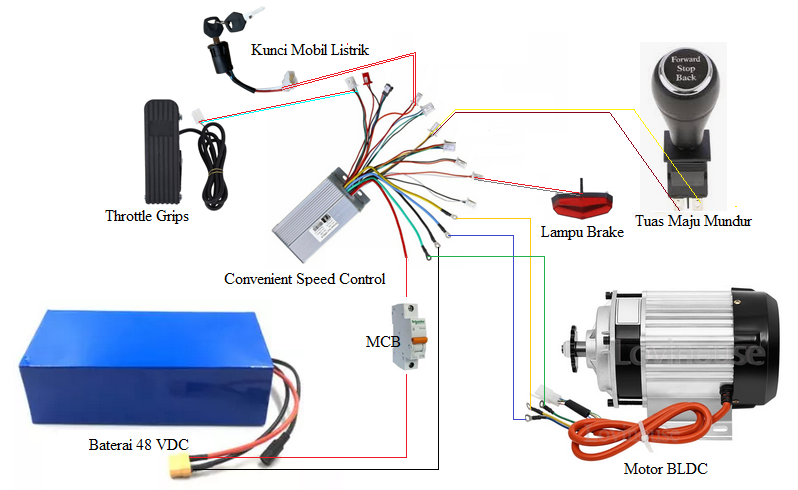 Kunci Mobil Listrik
Forward
Stop
Back
Throttle Grips
Lampu Brake
Tuas Maju Mundur
Convenient Speed Control
MCB
Lovihouse
Baterai 48 VDC
Motor BLDC